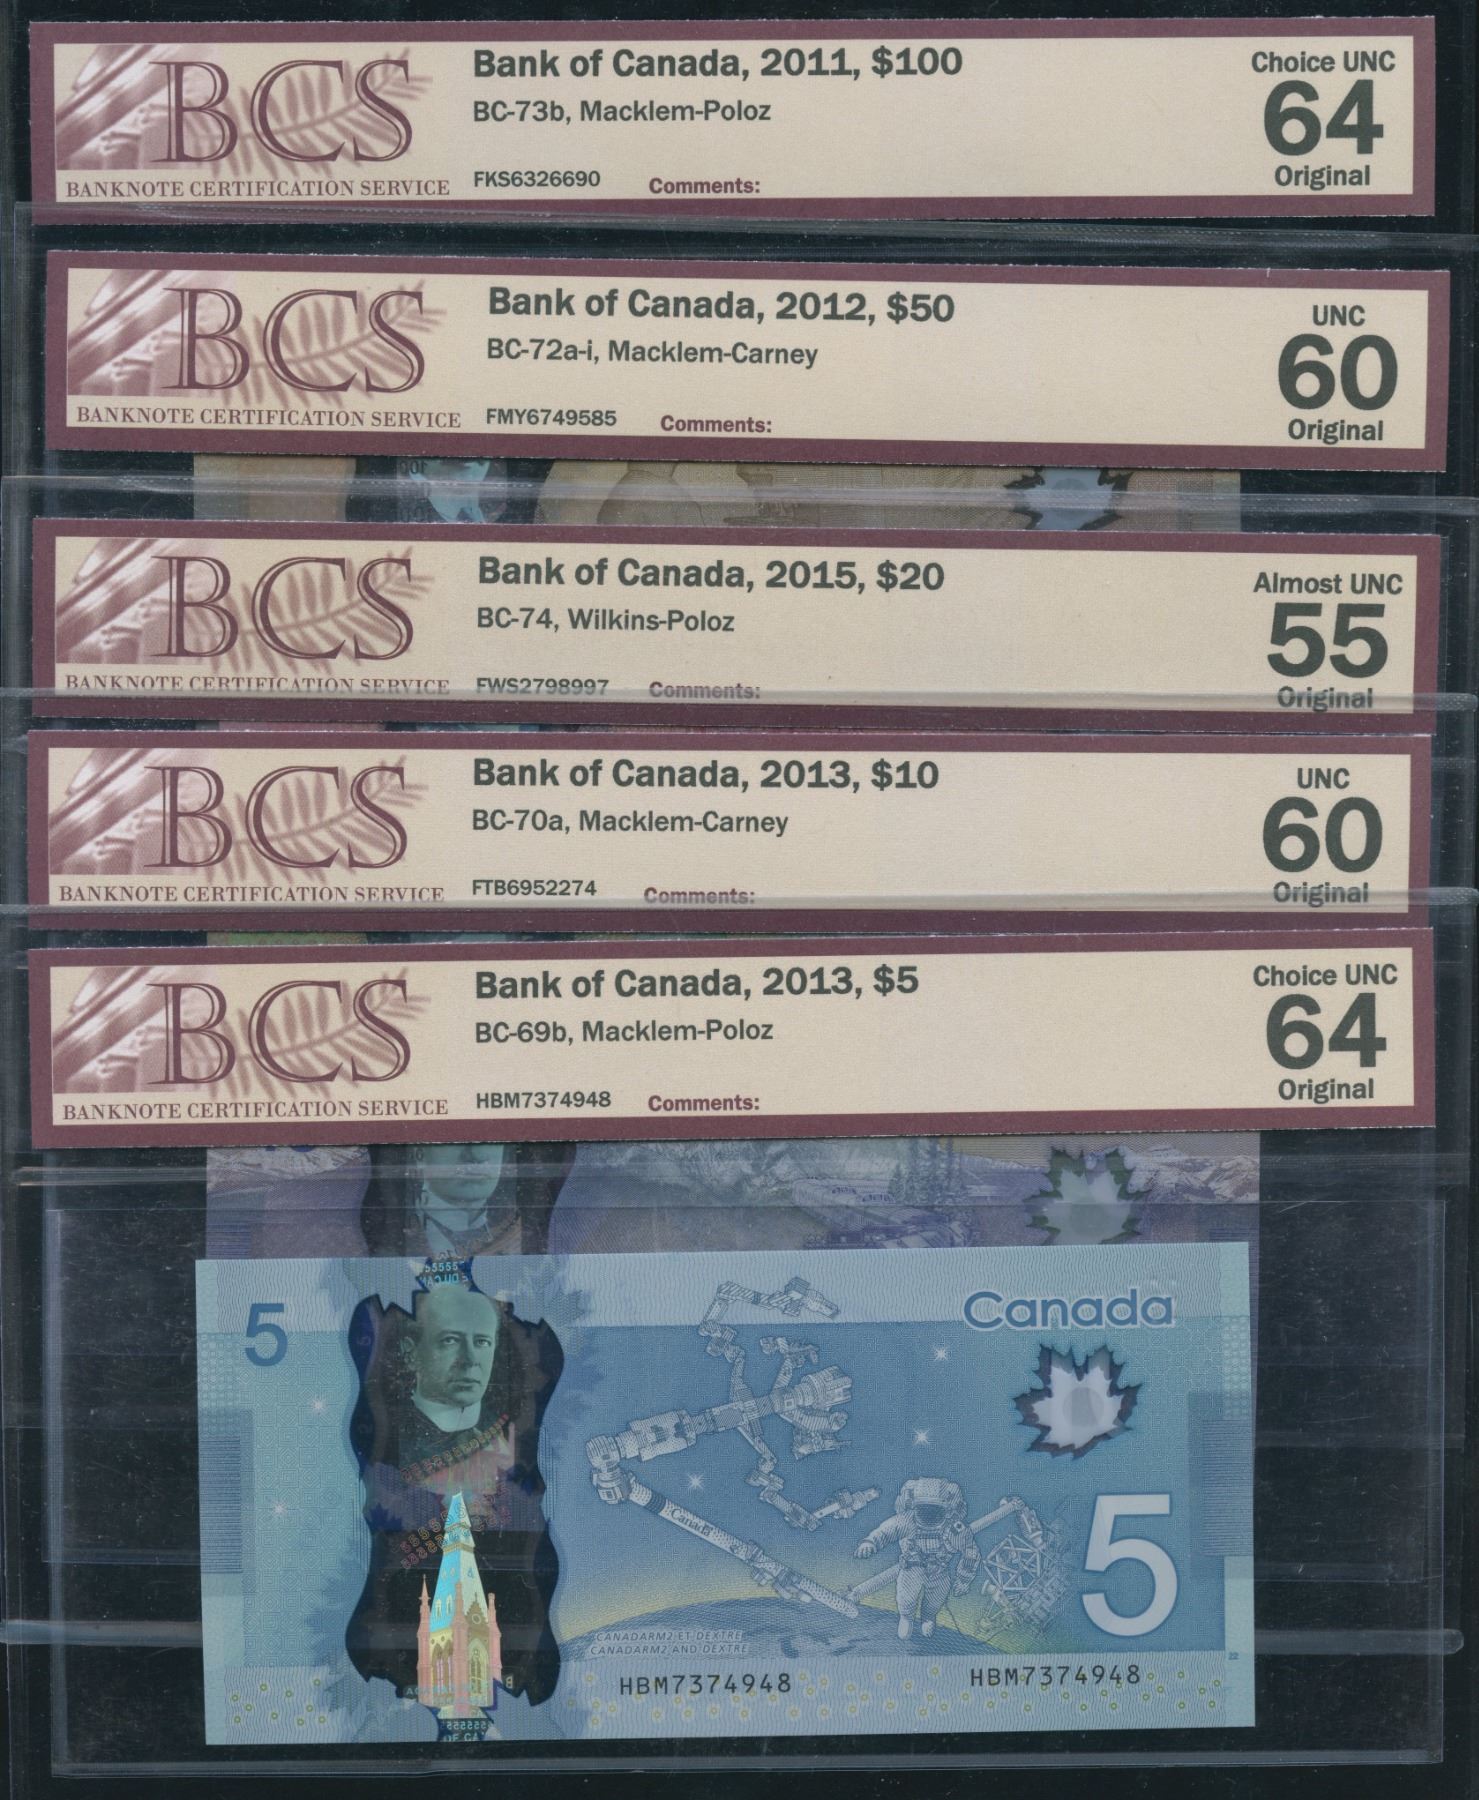 BCS
BANKNOTE CERTIFICATION SERVICE
Bank of Canada, 2011, $100
BC-73b, Macklem-Poloz
FKS6326690 Comments:
Choice UNC
64
Original
BCS
BANKNOTE CERTIFICATION SERVICE
Bank of Canada, 2012, $50
BC-72a-i, Macklem-Carney
FMY6749585 Comments:
UNC
60
Original
BCS
BANKNOTE CERTIFICATION SERVICE
Bank of Canada, 2015, $20
BC-74, Wilkins-Poloz
FWS2798997 Comments:
Almost UNC
55
Original
BCS
BANKNOTE CERTIFICATION SERVICE
Bank of Canada, 2013, $10
BC-70a, Macklem-Carney
FTB6952274 Comments:
UNC
60
Original
BCS
BANKNOTE CERTIFICATION SERVICE
Bank of Canada, 2013, $5
BC-69b, Macklem-Poloz
HBM7374948 Comments:
Choice UNC
64
Original
5
Canada
Canada
5
CANADARM2 ET DEXTRE
CANADARM2 AND DEXTRE
22
HBM7374948 HBM7374948